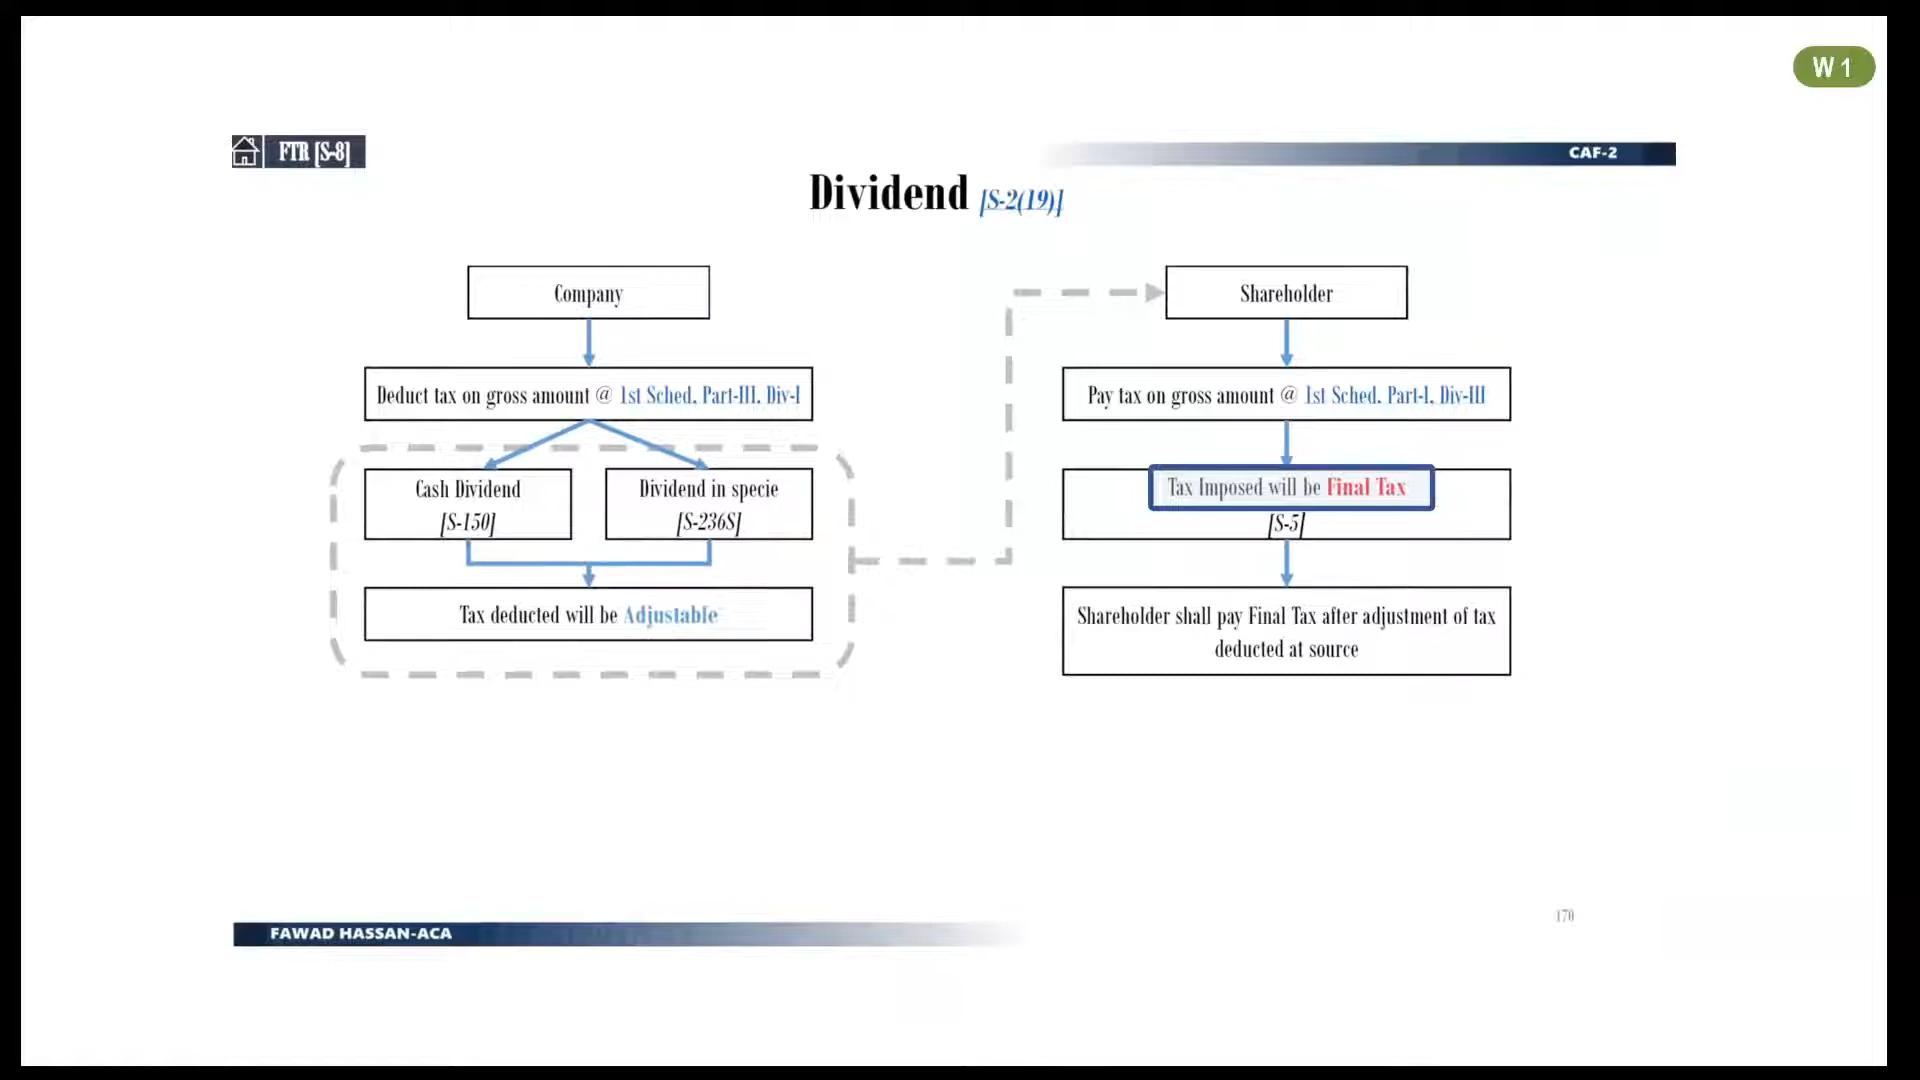 W 1
FTR [S-8]
CAF-2
Dividend [S-2(19)]
Company
Deduct tax on gross amount @ 1st Sched. Part-III. Div-I
Cash Dividend
[S-150]
Dividend in specie
[S-236S]
Tax deducted will be Adjustable
Shareholder
Pay tax on gross amount @ 1st Sched. Part-I. Div-III
Tax Imposed will be Final Tax
[S-5]
Shareholder shall pay Final Tax after adjustment of tax
deducted at source
170
FAWAD HASSAN-ACA